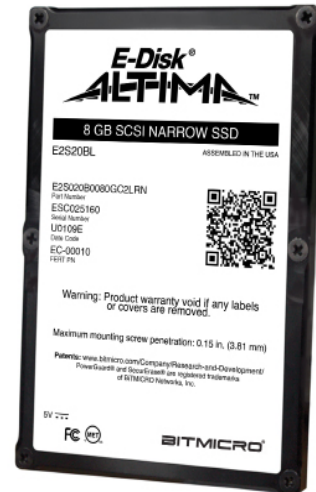 E-Disk®
ALTIMA™
8 GB SCSI NARROW SSD
E2S20BL
ASSEMBLED IN THE USA
E2S020B0080GC2LRN
Part Number
ESC025160
Serial Number
U0109E
Date Code
EC-00010
FERT PN
Warning: Product warranty void if any labels
or covers are removed.
Maximum mounting screw penetration: 0.15 in. (3.81 mm)
Patents: www.bitmicro.com/Company/Research-and-Development/
PowerGuard® and SecurErase® are registered trademarks
of BiTMICRO Networks, Inc.
5V
FC MET
BITMICRO®